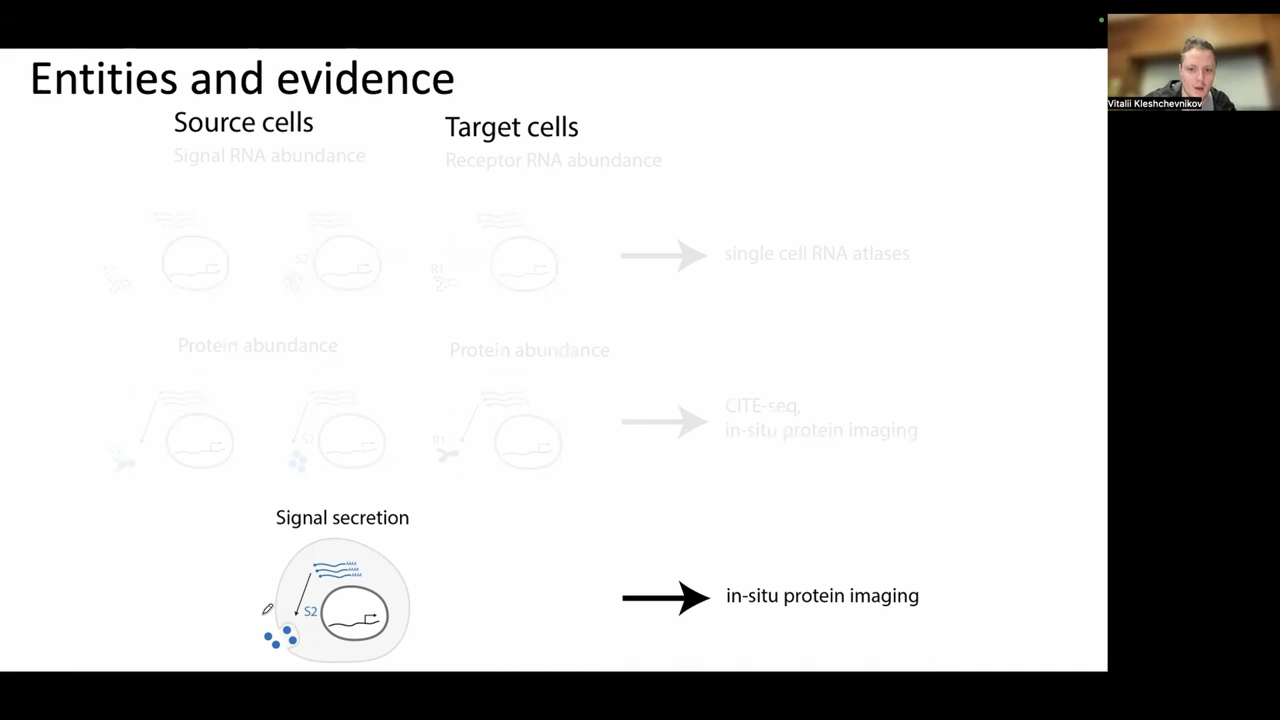 Entities and evidence
Source cells
Target cells
Signal RNA abundance
Receptor RNA abundance
S2
R1
single cell RNA atlases
Protein abundance
Protein abundance
S2
R1
CITE-seq,
in-situ protein imaging
Signal secretion
S2
in-situ protein imaging
Vitalii Kleshchevnikov